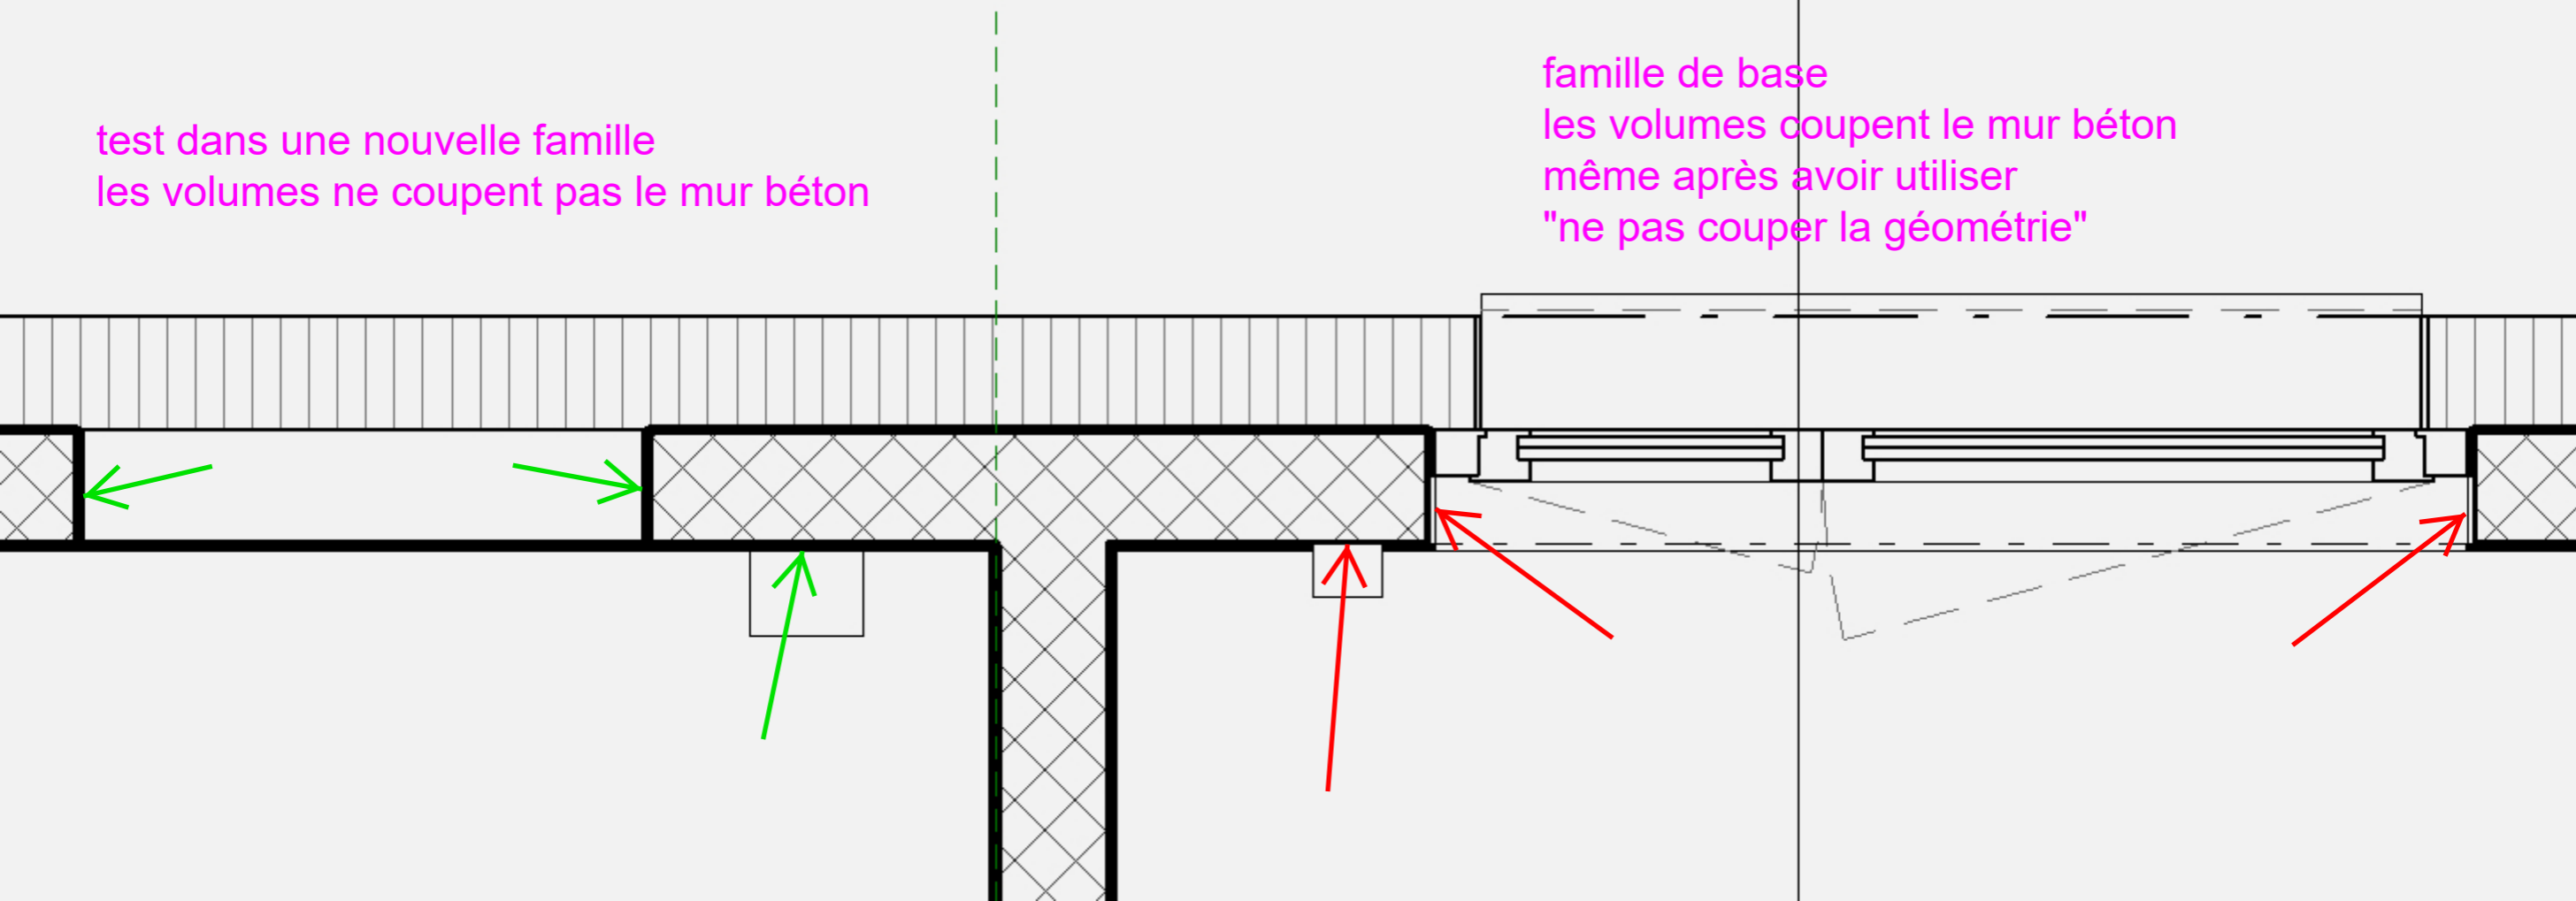 test dans une nouvelle famille
les volumes ne coupent pas le mur béton
famille de base
les volumes coupent le mur béton
même après avoir utiliser
"ne pas couper la géométrie"